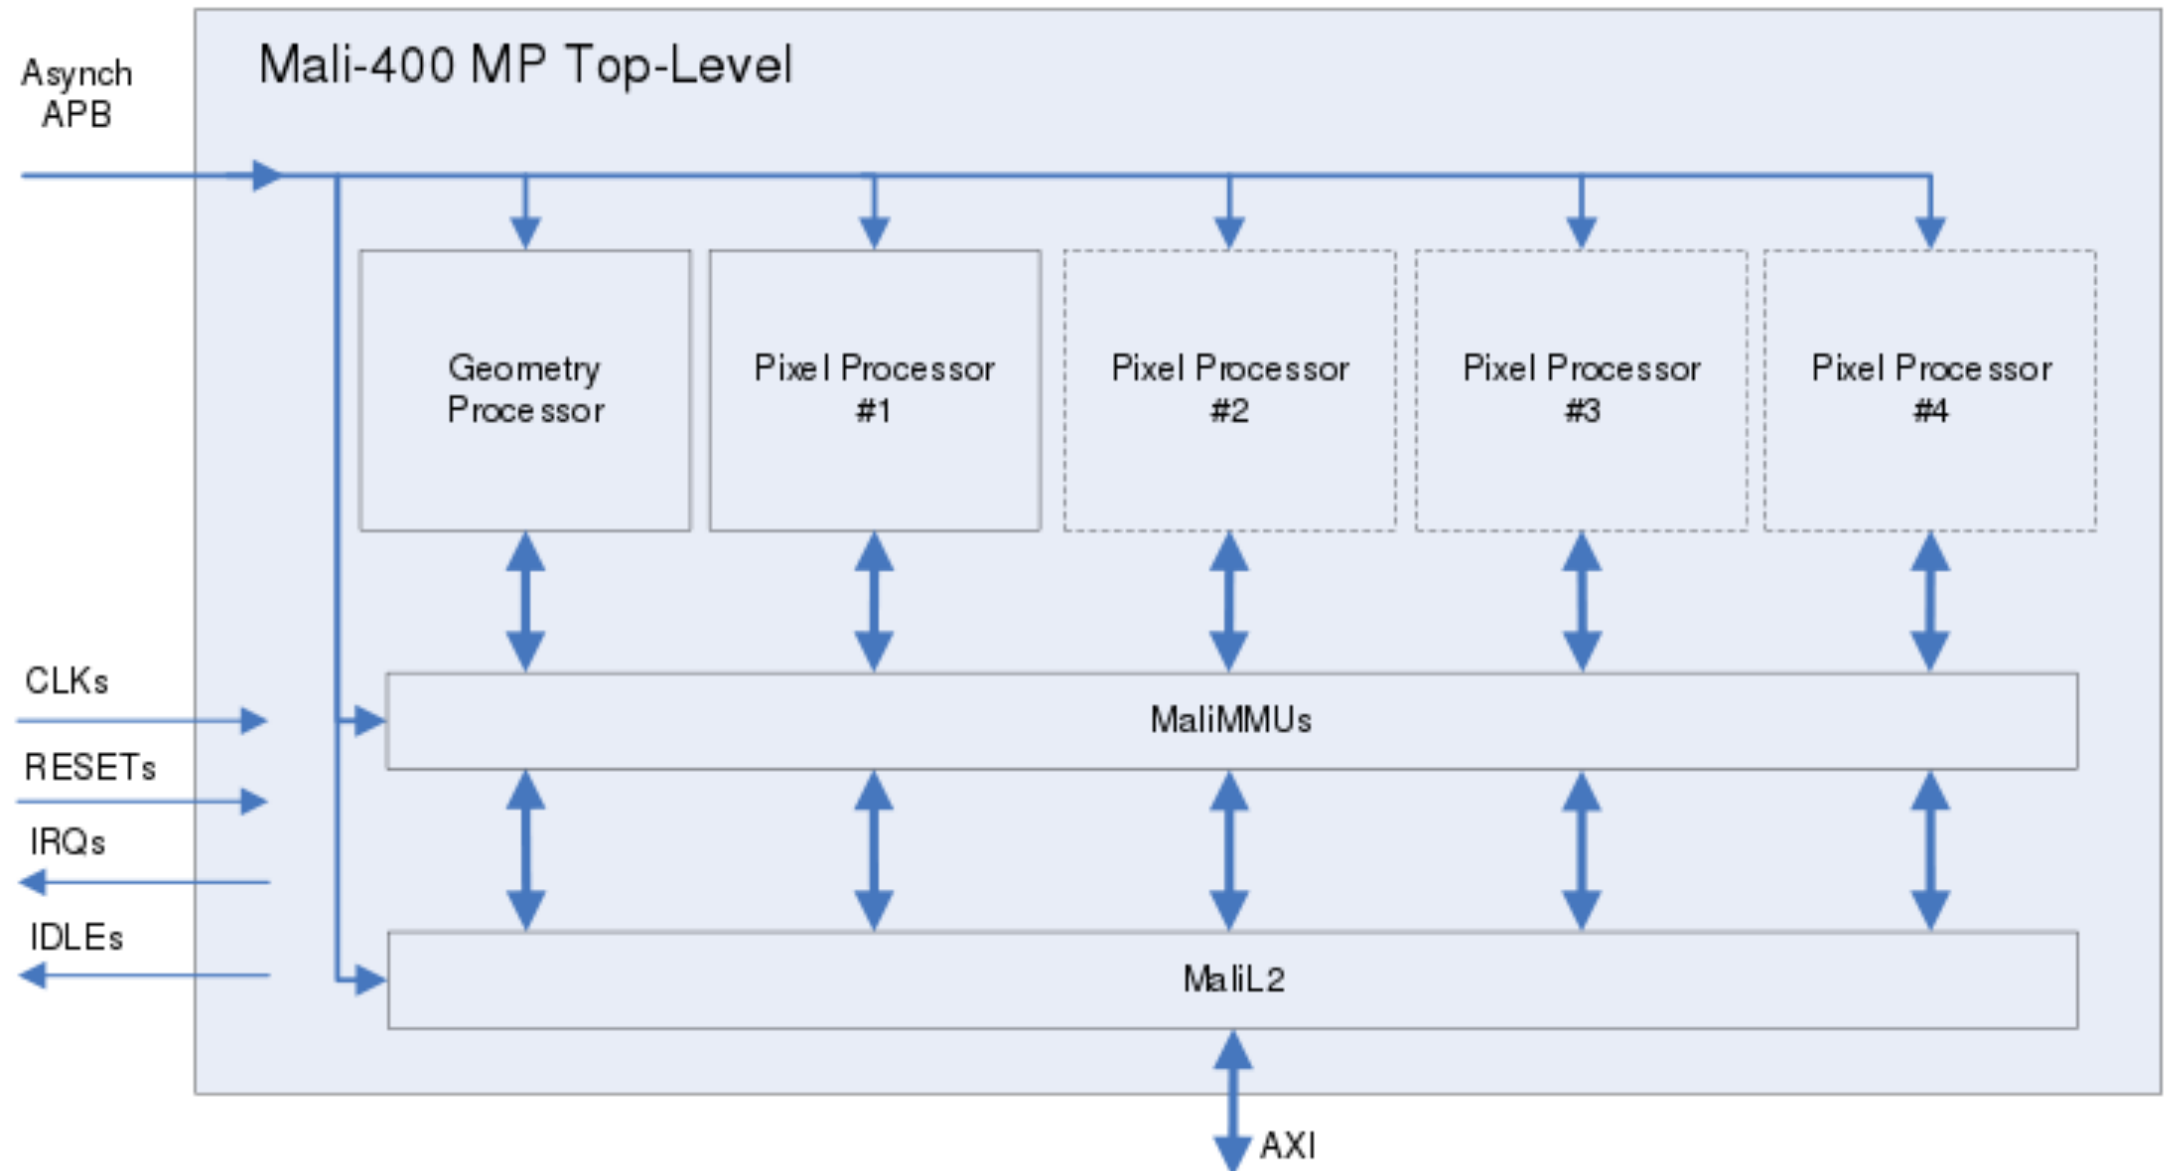 Mali-400 MP Top-Level
Asynch
APB
Geometry
Processor
Pixel Processor
#1
Pixel Processor
#2
Pixel Processor
#3
Pixel Processor
#4
CLKs
MaliMMUs
RESETs
IRQs
IDLEs
MaliL2
AXI